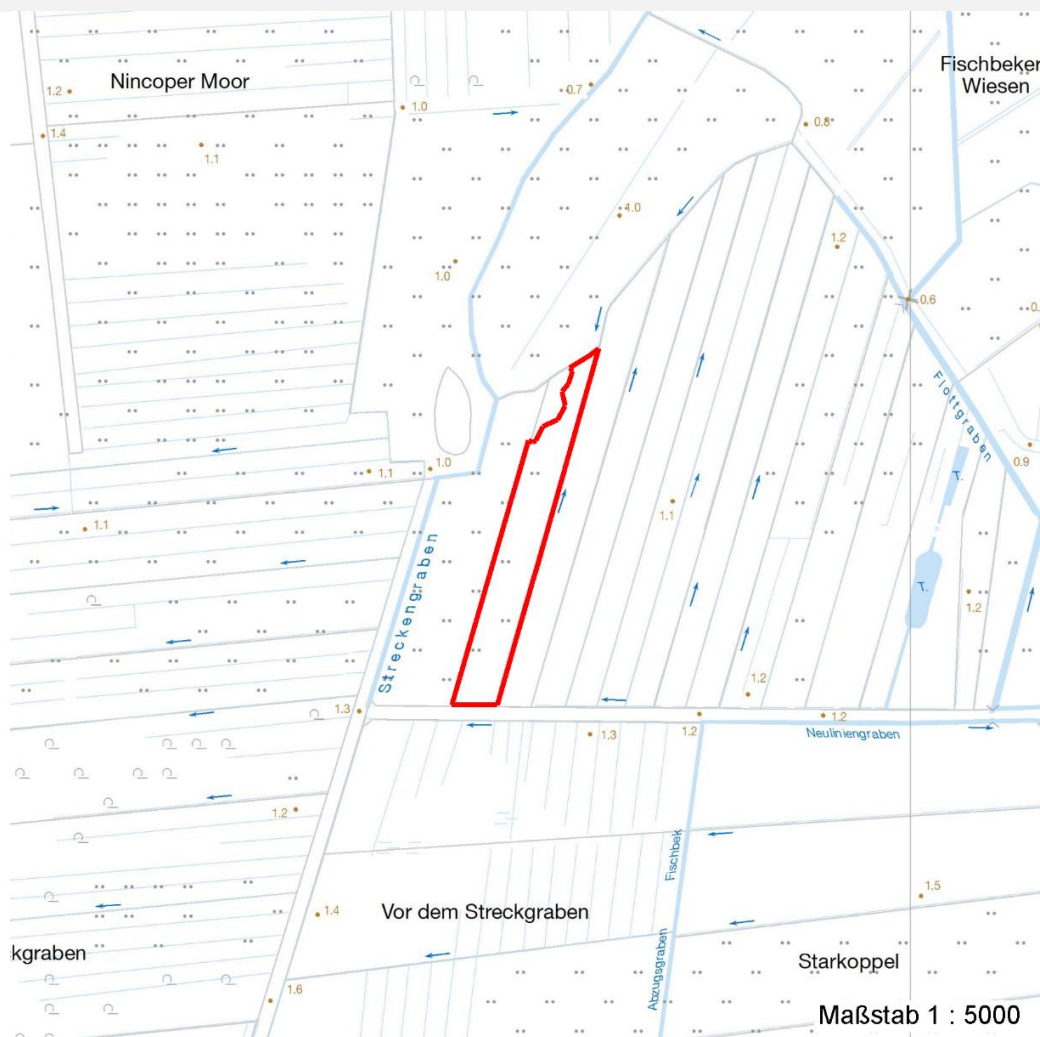 Nincoper Moor
Fischbeker
Wiesen
1.2
1.0
0.7
1.4
0.8
1.1
1.0
1.2
1.0
0.6
0.
Flottgraben
1.0
1.1
0.9
T.
1.1
1.1
Streckengraben
T.
1.2
1.2
1.3
1.2
1.2
1.3
Neuliniengraben
1.2
Fischbek
1.5
1.4
Vor dem Streckgraben
kgraben
Abzugsgraben
Starkoppel
1.6
Maßstab 1 : 5000